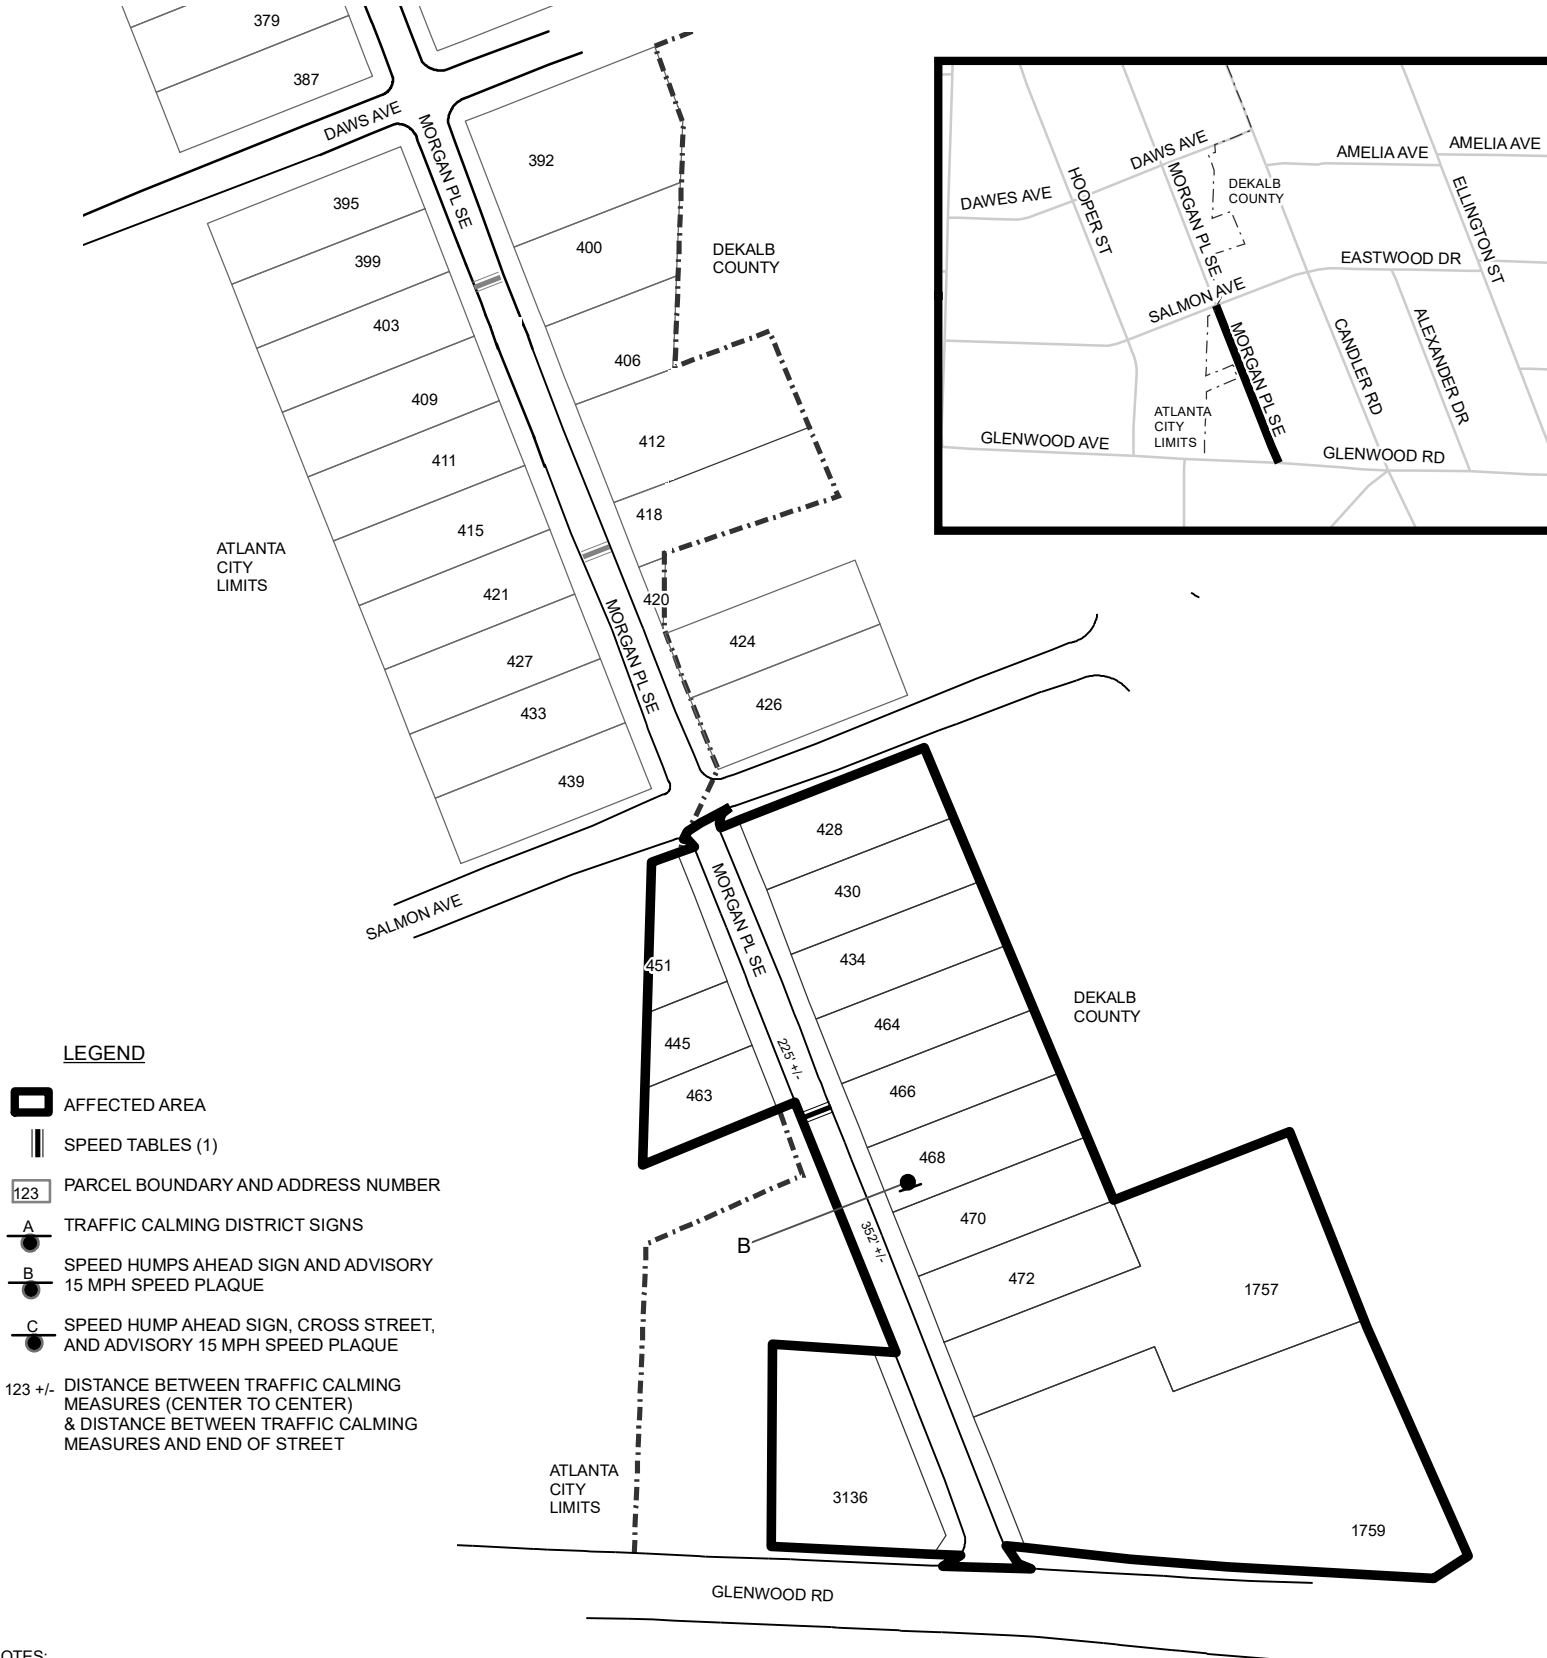 379
387
DAWS AVE
MORGAN PL SE
392
395
399
400
403
406
409
411
412
415
418
420
421
424
426
427
433
439
DEKALB
COUNTY
ATLANTA
CITY
LIMITS
MORGAN PL SE
SALMON AVE
DAWES AVE
HOOPER ST
DAWS AVE
MORGAN PL SE
DEKALB
COUNTY
AMELIA AVE
AMELIA AVE
ELLINGTON ST
EASTWOOD DR
SALMON AVE
MORGAN PL SE
CANDLER RD
ALEXANDER DR
ATLANTA
CITY
LIMITS
GLENWOOD AVE
GLENWOOD RD
428
430
434
MORGAN PL SE
451
445
463
464
466
468
470
472
225' +/-
352' +/-
B
DEKALB
COUNTY
1757
1759
3136
ATLANTA
CITY
LIMITS
GLENWOOD RD
LEGEND
AFFECTED AREA
SPEED TABLES (1)
123 PARCEL BOUNDARY AND ADDRESS NUMBER
A TRAFFIC CALMING DISTRICT SIGNS
B SPEED HUMPS AHEAD SIGN AND ADVISORY
15 MPH SPEED PLAQUE
C SPEED HUMP AHEAD SIGN, CROSS STREET,
AND ADVISORY 15 MPH SPEED PLAQUE
123 +/- DISTANCE BETWEEN TRAFFIC CALMING
MEASURES (CENTER TO CENTER)
& DISTANCE BETWEEN TRAFFIC CALMING
MEASURES AND END OF STREET